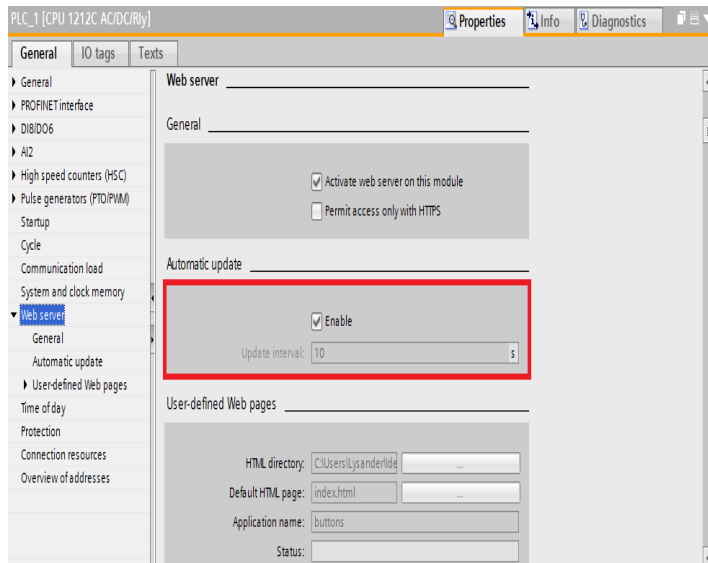 PLC_1 [CPU 1212C AC/DC/Rly]
Properties Info Diagnostics
General IO tags Texts
General
PROFINET interface
DI8/DO6
AI2
High speed counters (HSC)
Pulse generators (PTO/PWM)
Startup
Cycle
Communication load
System and clock memory
Web server
General
Automatic update
User-defined Web pages
Time of day
Protection
Connection resources
Overview of addresses
Web server
General
Activate web server on this module
Permit access only with HTTPS
Automatic update
Enable
Update interval: 10 s
User-defined Web pages
HTML directory: C:\Users\Lysander\Ide ...
Default HTML page: index.html ...
Application name: buttons
Status: